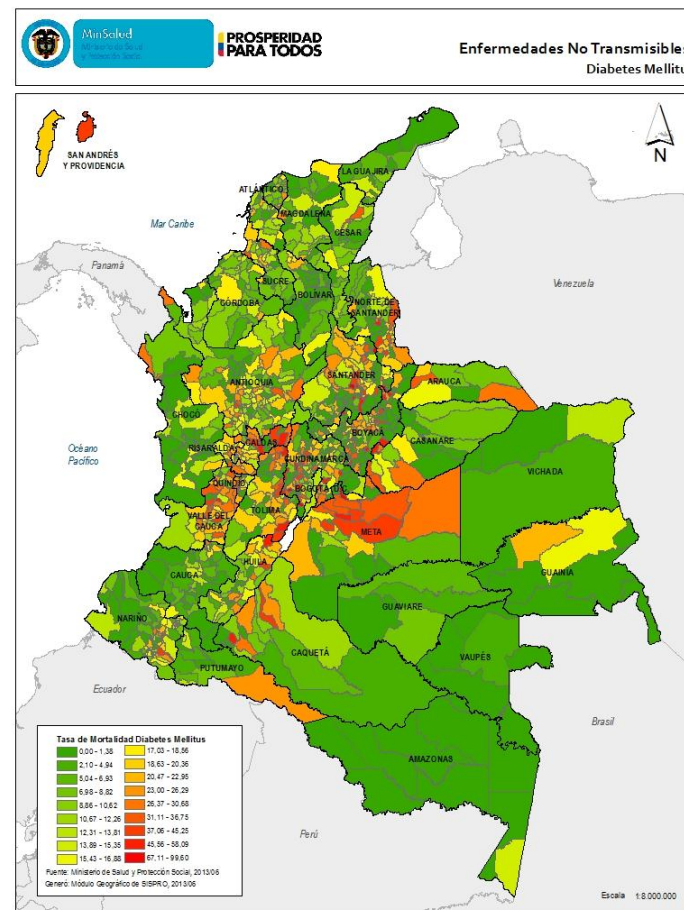 MinSalud
Ministerio de Salud
y Protección Social
PROSPERIDAD
PARA TODOS
Enfermedades No Transmisibles
Diabetes Mellitu
SAN ANDRÉS
Y PROVIDENCIA
N
LA GUAJIRA
ATLÁNTICO
MAGDALENA
Mar Caribe
CESAR
Panamá
SUCRE
Venezuela
BOLIVAR
CÓRDOBA
NORTE DE
SANTANDER
SANTANDER
ARAUCA
ANTIOQUIA
CHOCÓ
BOYACÁ
CASANARE
Océano
Pacífico
RISARALDA
CALDAS
CUNDINAMARCA
VICHADA
QUINDÍO
BOGOTÁ, D.C.
VALLE DEL
CAUCA
TOLIMA
META
HUILA
GUAINÍA
CAUCA
GUAVIARE
NARIÑO
CAQUETÁ
VAUPÉS
PUTUMAYO
Ecuador
Brasil
AMAZONAS
Perú
Tasa de Mortalidad Diabetes Mellitus
0,00 - 1,38 17,03 - 18,56
2,10 - 4,94 18,63 - 20,36
5,04 - 6,93 20,47 - 22,95
6,98 - 8,82 23,00 - 26,29
8,86 - 10,62 26,37 - 30,68
10,67 - 12,26 31,11 - 36,75
12,31 - 13,81 37,06 - 45,25
13,89 - 15,35 45,56 - 58,09
15,43 - 16,88 67,11 - 99,60
Fuente: Ministerio de Salud y Protección Social, 2013/06
Generó: Módulo Geográfico de SISPRO, 2013/06
Escala 1:8.000.000